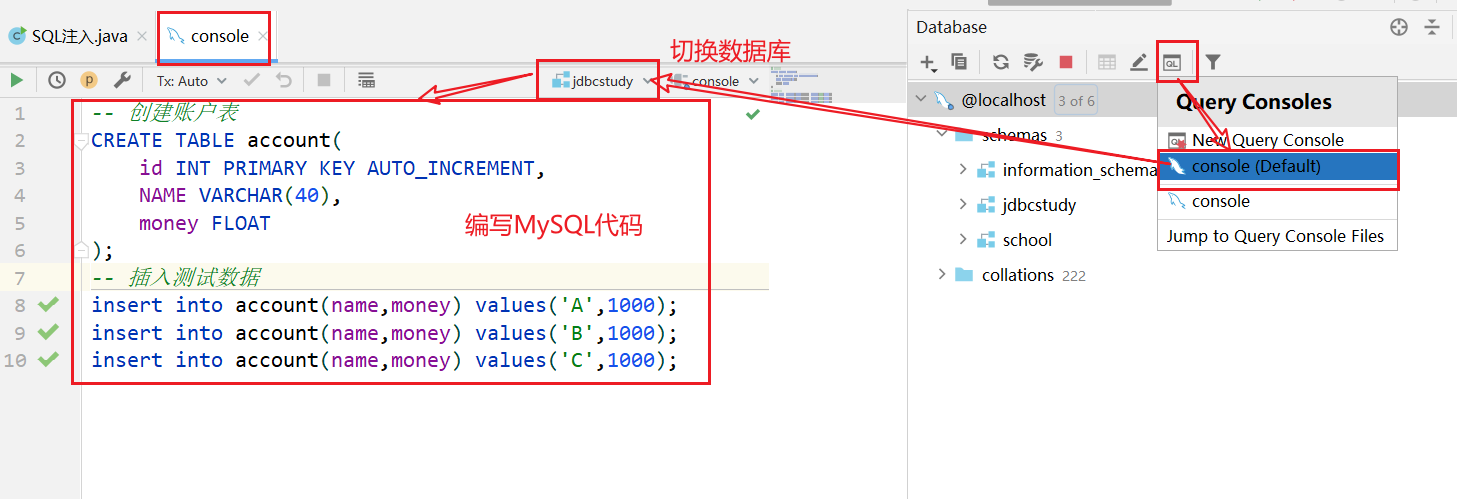 SQL注入.java
console
切换数据库
Tx: Auto
jdbcstudy
console
1 -- 创建账户表
2 CREATE TABLE account(
3 id INT PRIMARY KEY AUTO_INCREMENT,
4 NAME VARCHAR(40),
5 money FLOAT
6 );
7 -- 插入测试数据
8 insert into account(name,money) values('A',1000);
9 insert into account(name,money) values('B',1000);
10 insert into account(name,money) values('C',1000);
编写MySQL代码
Database
@localhost 3 of 6
schemas 3
information_schema
jdbcstudy
school
collations 222
QL
Query Consoles
QL New Query Console
console (Default)
console
Jump to Query Console Files